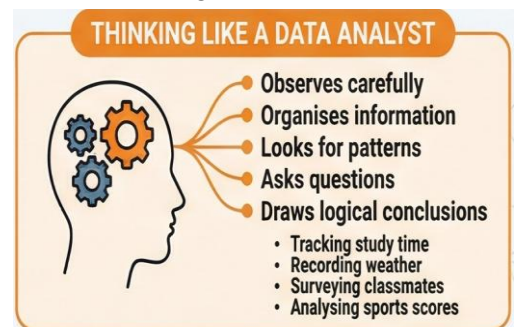 THINKING LIKE A DATA ANALYST
Observes carefully
Organises information
Looks for patterns
Asks questions
Draws logical conclusions
• Tracking study time
• Recording weather
• Surveying classmates
• Analysing sports scores